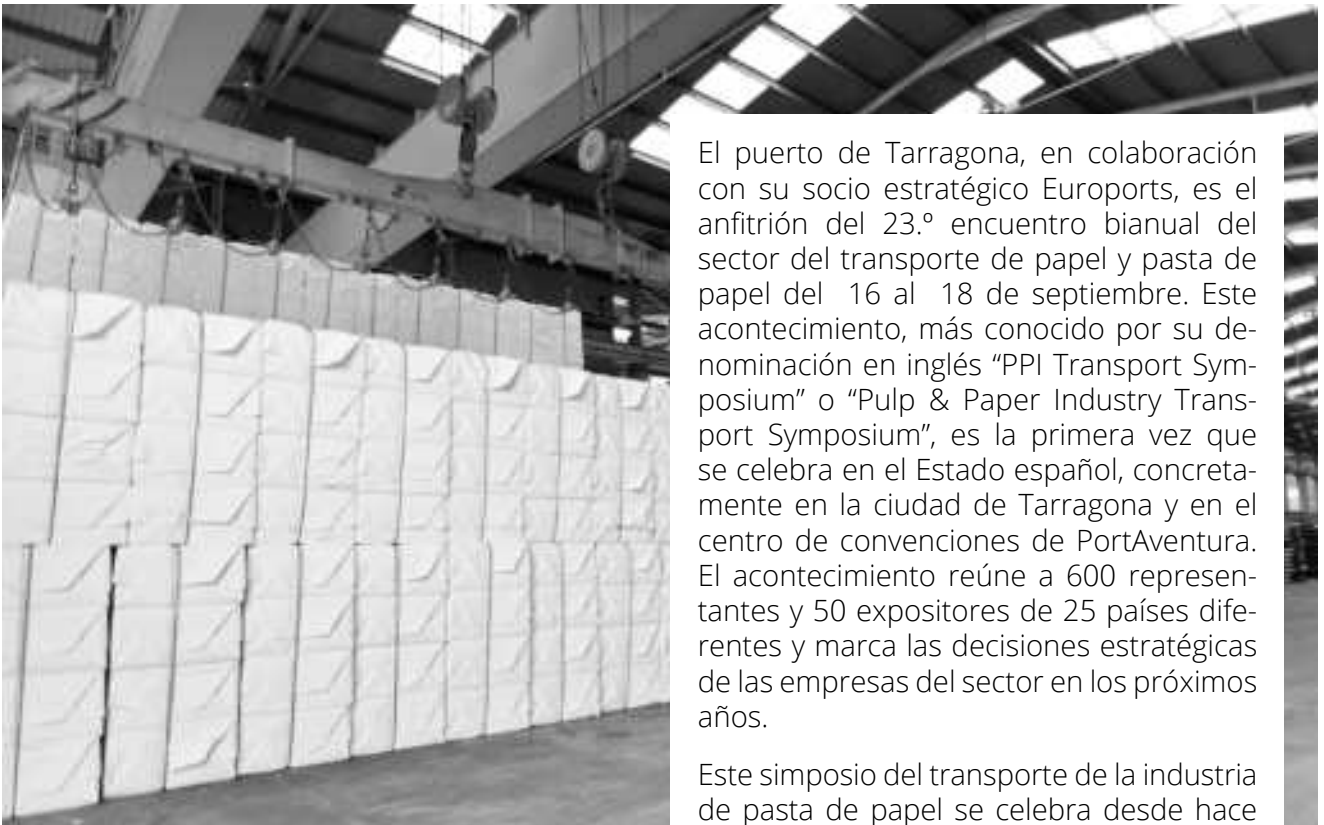 El puerto de Tarragona, en colaboración
con su socio estratégico Euroports, es el
anfitrión del 23.º encuentro bianual del
sector del transporte de papel y pasta de
papel del  16 al  18 de septiembre. Este
acontecimiento, más conocido por su de-
nominación en inglés “PPI Transport Sym-
posium” o “Pulp & Paper Industry Trans-
port Symposium”, es la primera vez que
se celebra en el Estado español, concreta-
mente en la ciudad de Tarragona y en el
centro de convenciones de PortAventura.
El acontecimiento reúne a 600 represen-
tantes y 50 expositores de 25 países dife-
rentes y marca las decisiones estratégicas
de las empresas del sector en los próximos
años.
Este simposio del transporte de la industria
de pasta de papel se celebra desde hace